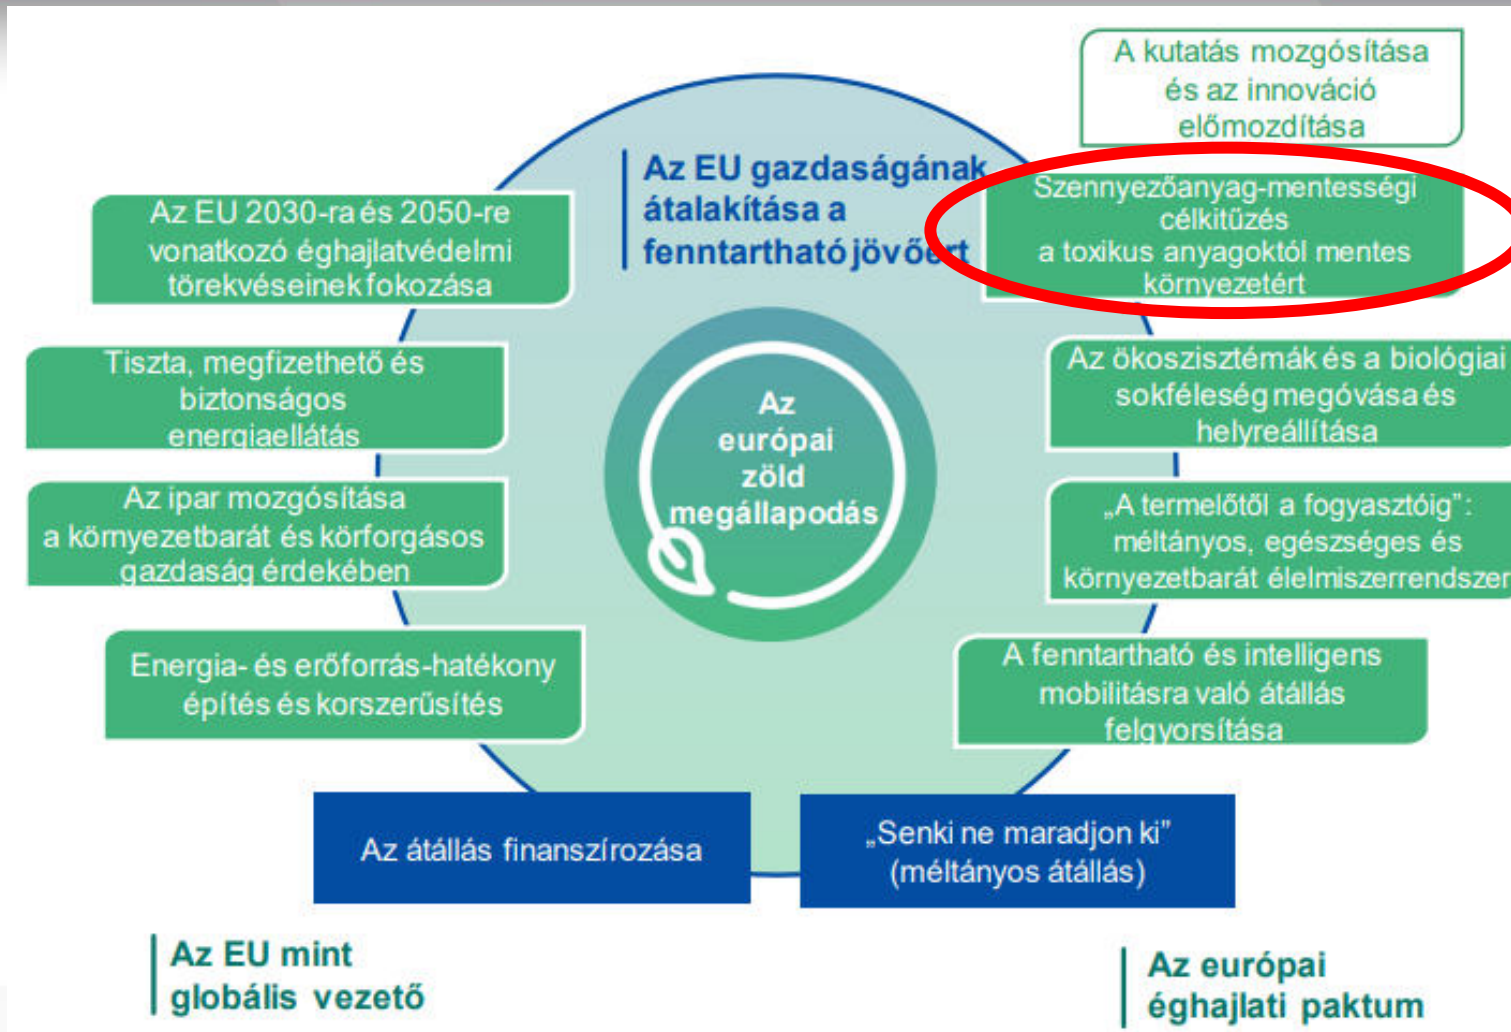 A kutatás mozgósítása
és az innováció
előmozdítása
Az EU gazdaságának
átalakítása a
fenntartható jövőért
Szennyezőanyag-mentességi
célkitűzés
a toxikus anyagoktól mentes
környezetért
Az EU 2030-ra és 2050-re
vonatkozó éghajlatvédelmi
törekvéseinek fokozása
Tiszta, megfizethető és
biztonságos
energiaellátás
Az ökoszisztémák és a biológiai
sokféleség megóvása és
helyreállítása
Az
európai
zöld
megállapodás
Az ipar mozgósítása
a környezetbarát és körforgásos
gazdaság érdekében
„A termelőtől a fogyasztóig”:
méltányos, egészséges és
környezetbarát élelmiszerrendszer
Energia- és erőforrás-hatékony
építés és korszerűsítés
A fenntartható és intelligens
mobilitásra való átállás
felgyorsítása
Az átállás finanszírozása
„Senki ne maradjon ki”
(méltányos átállás)
Az EU mint
globális vezető
Az európai
éghajlati paktum